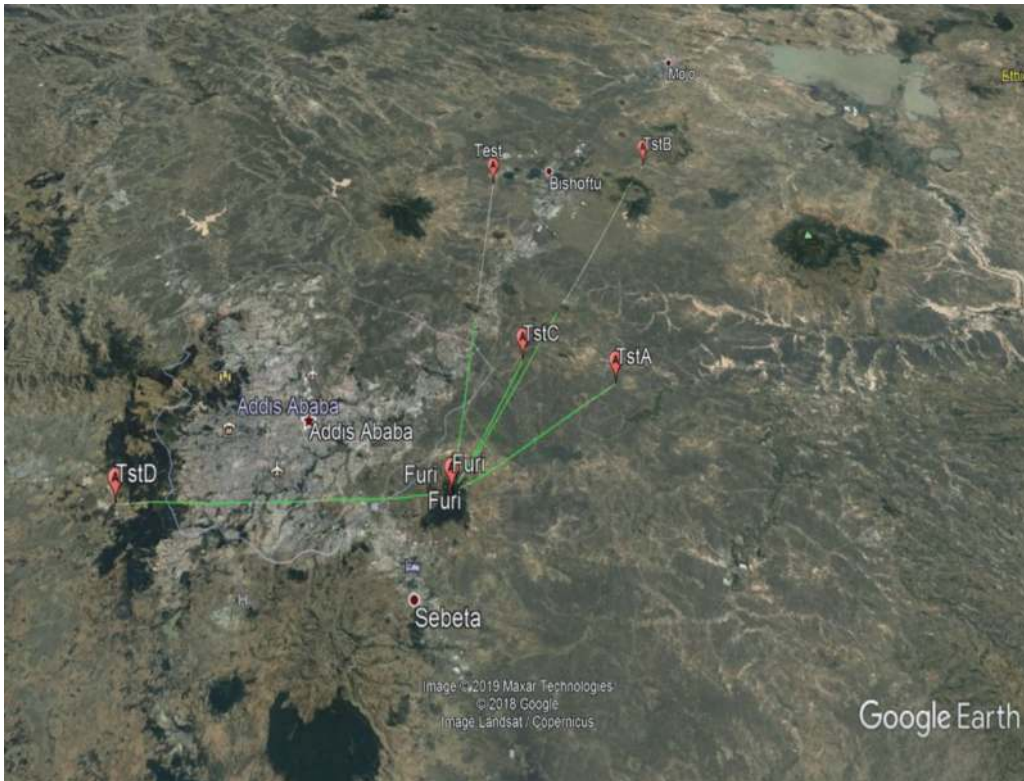 Mojo
Ethi
TstB
Test
Bishoftu
TstC
TstA
Addis Ababa
Addis Ababa
TstD
Furi
Furi
Furi
Sebeta
H
Image © 2019 Maxar Technologies
© 2018 Google
Image Landsat / Copernicus
Google Earth